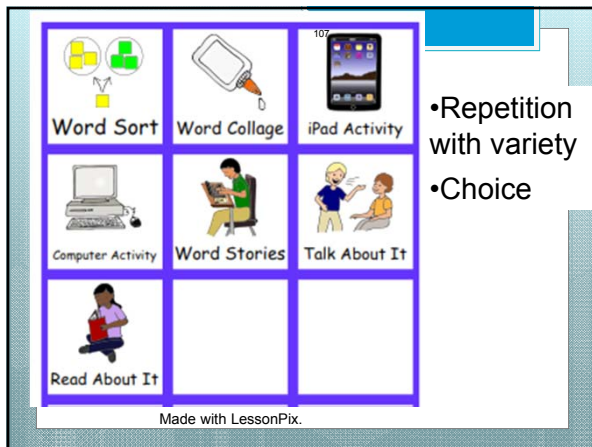 107
Word Sort
Word Collage
iPad Activity
Computer Activity
Word Stories
Talk About It
Read About It
•Repetition
with variety
•Choice
Made with LessonPix.